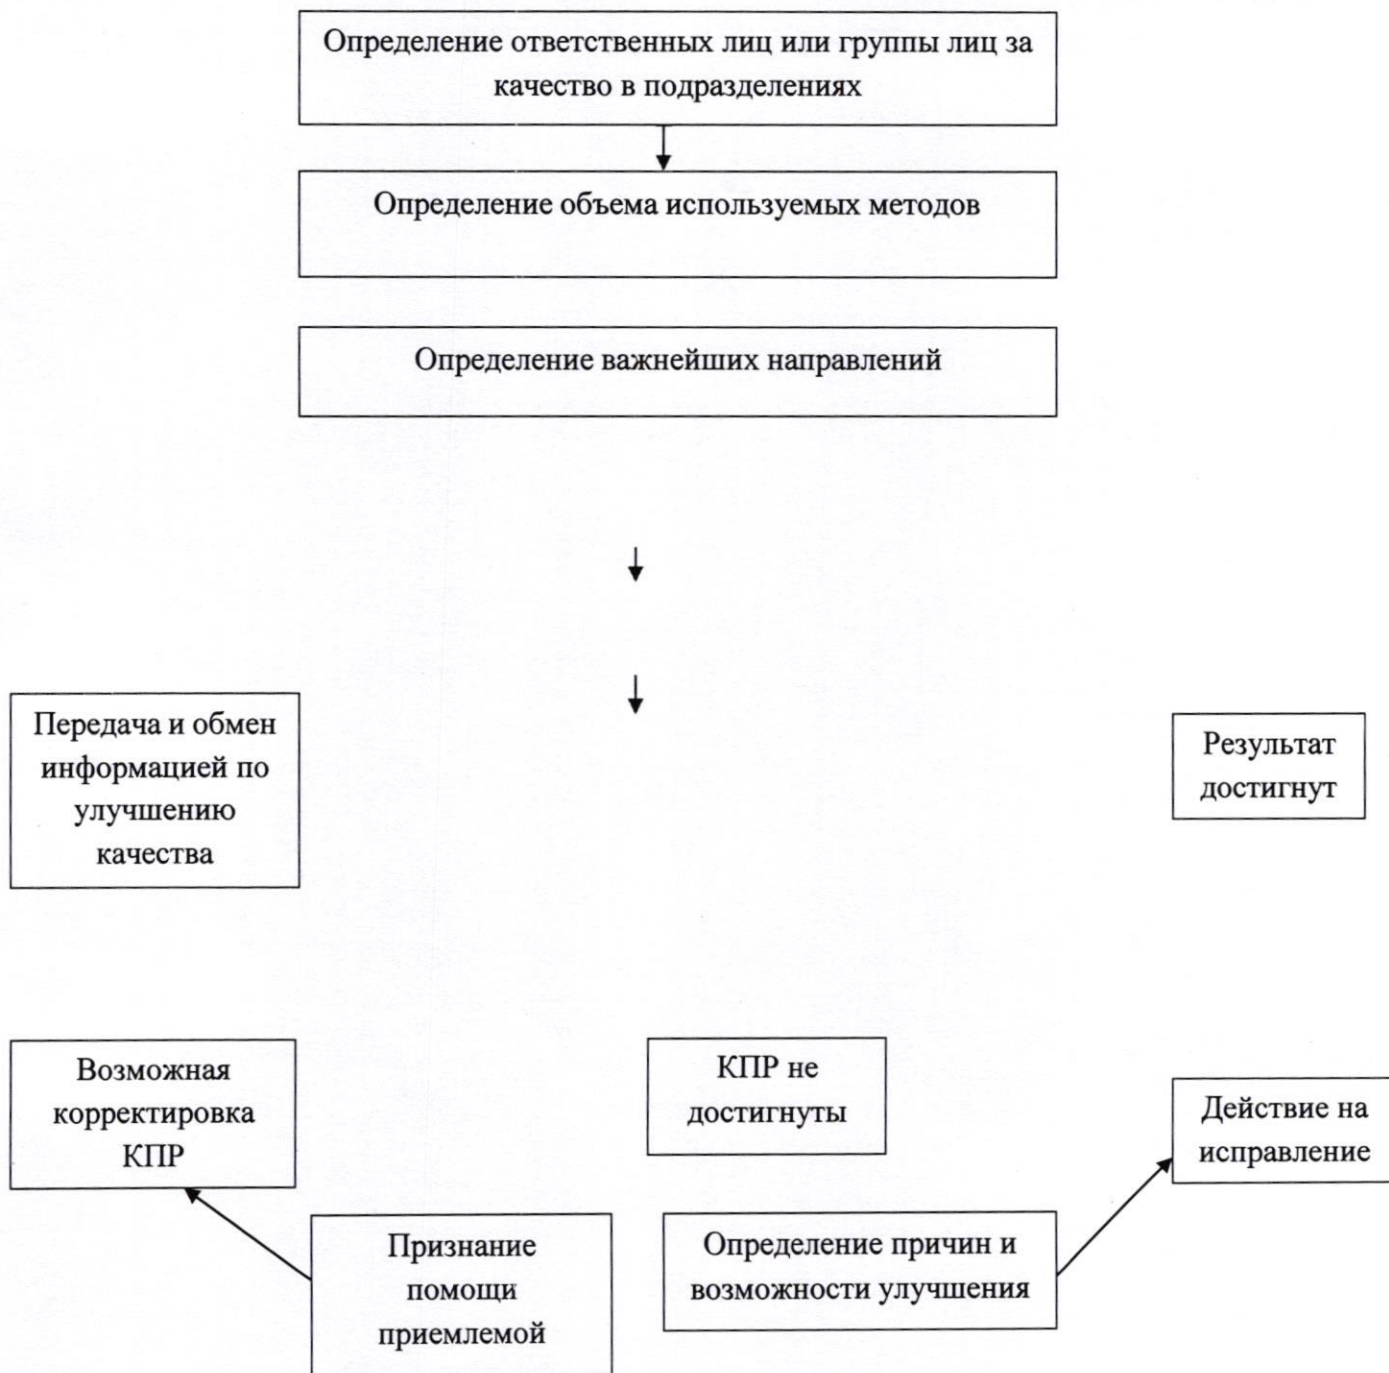 Определение ответственных лиц или группы лиц за
качество в подразделениях
Определение объема используемых методов
Определение важнейших направлений
Передача и обмен
информацией по
улучшению
качества
Результат
достигнут
Возможная
корректировка
КПР
КПР не
достигнуты
Действие на
исправление
Признание
помощи
приемлемой
Определение причин и
возможности улучшения